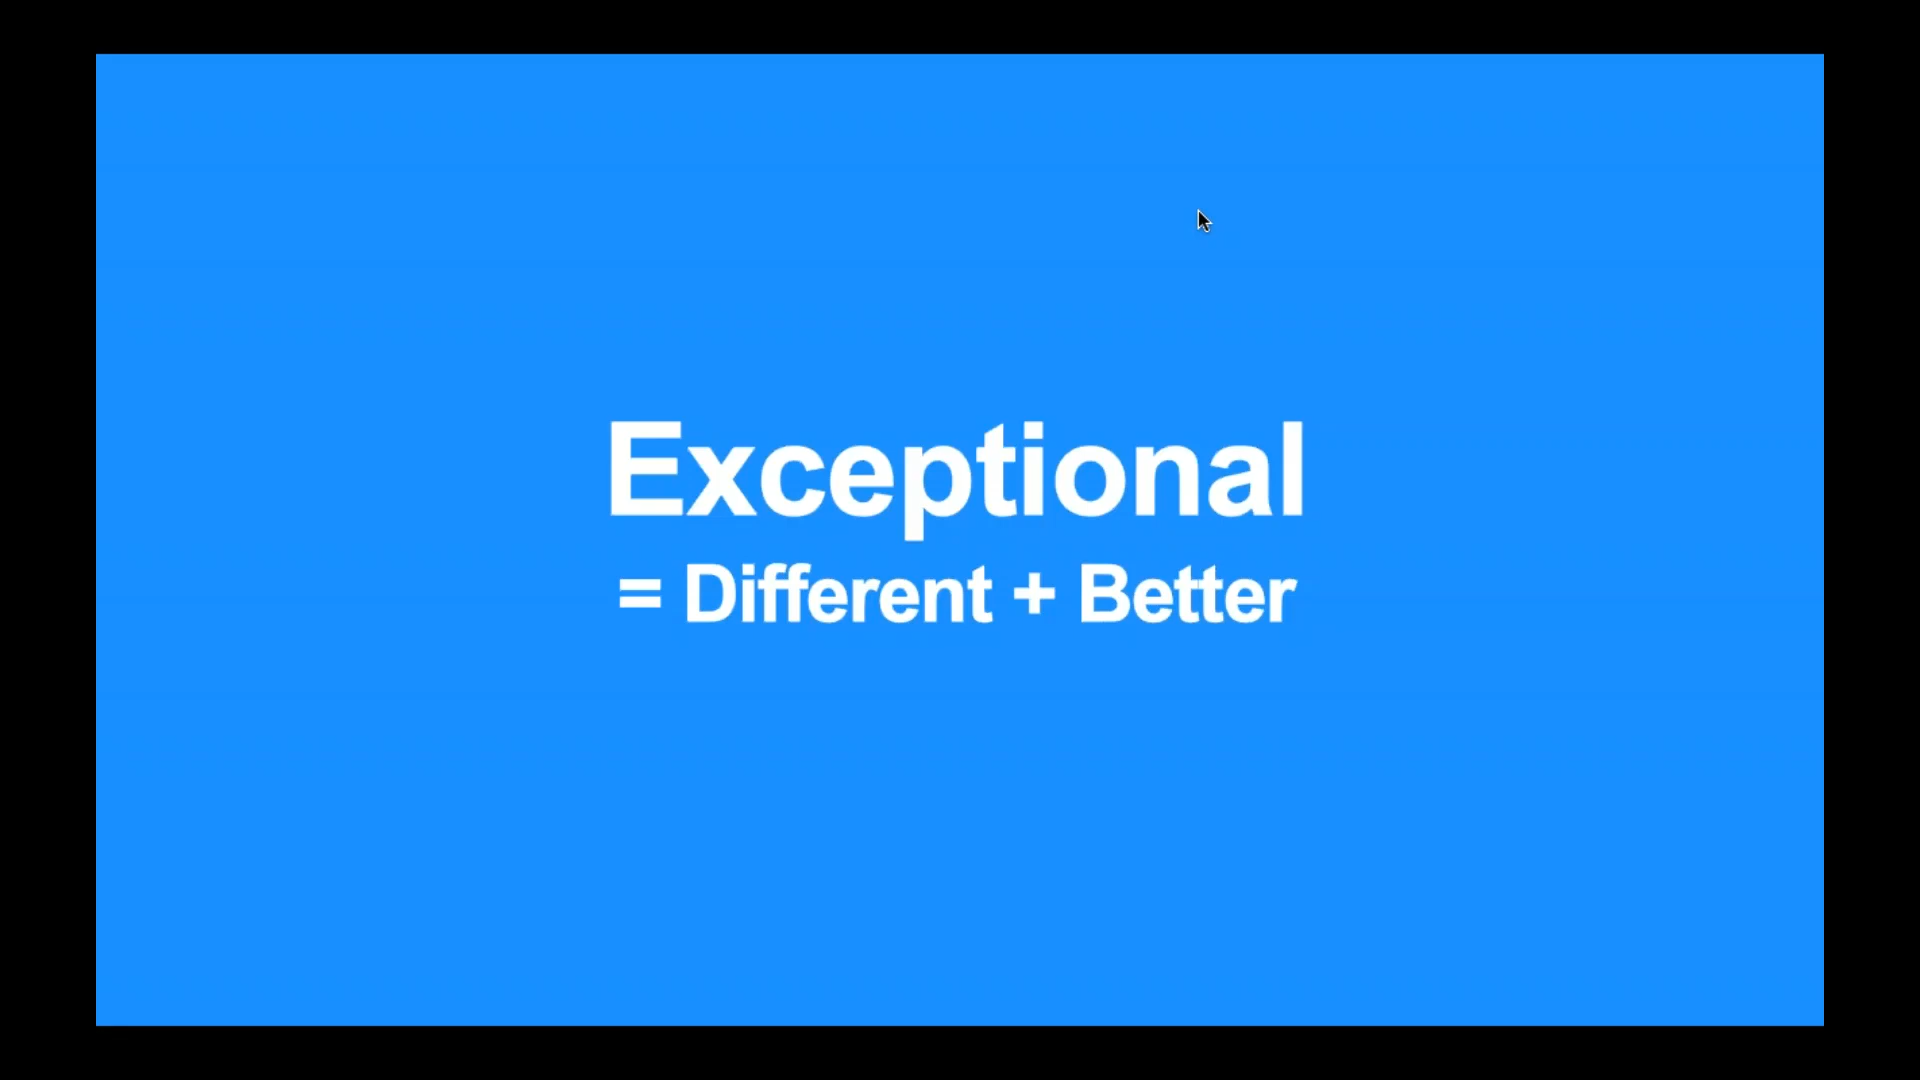 Exceptional
= Different + Better